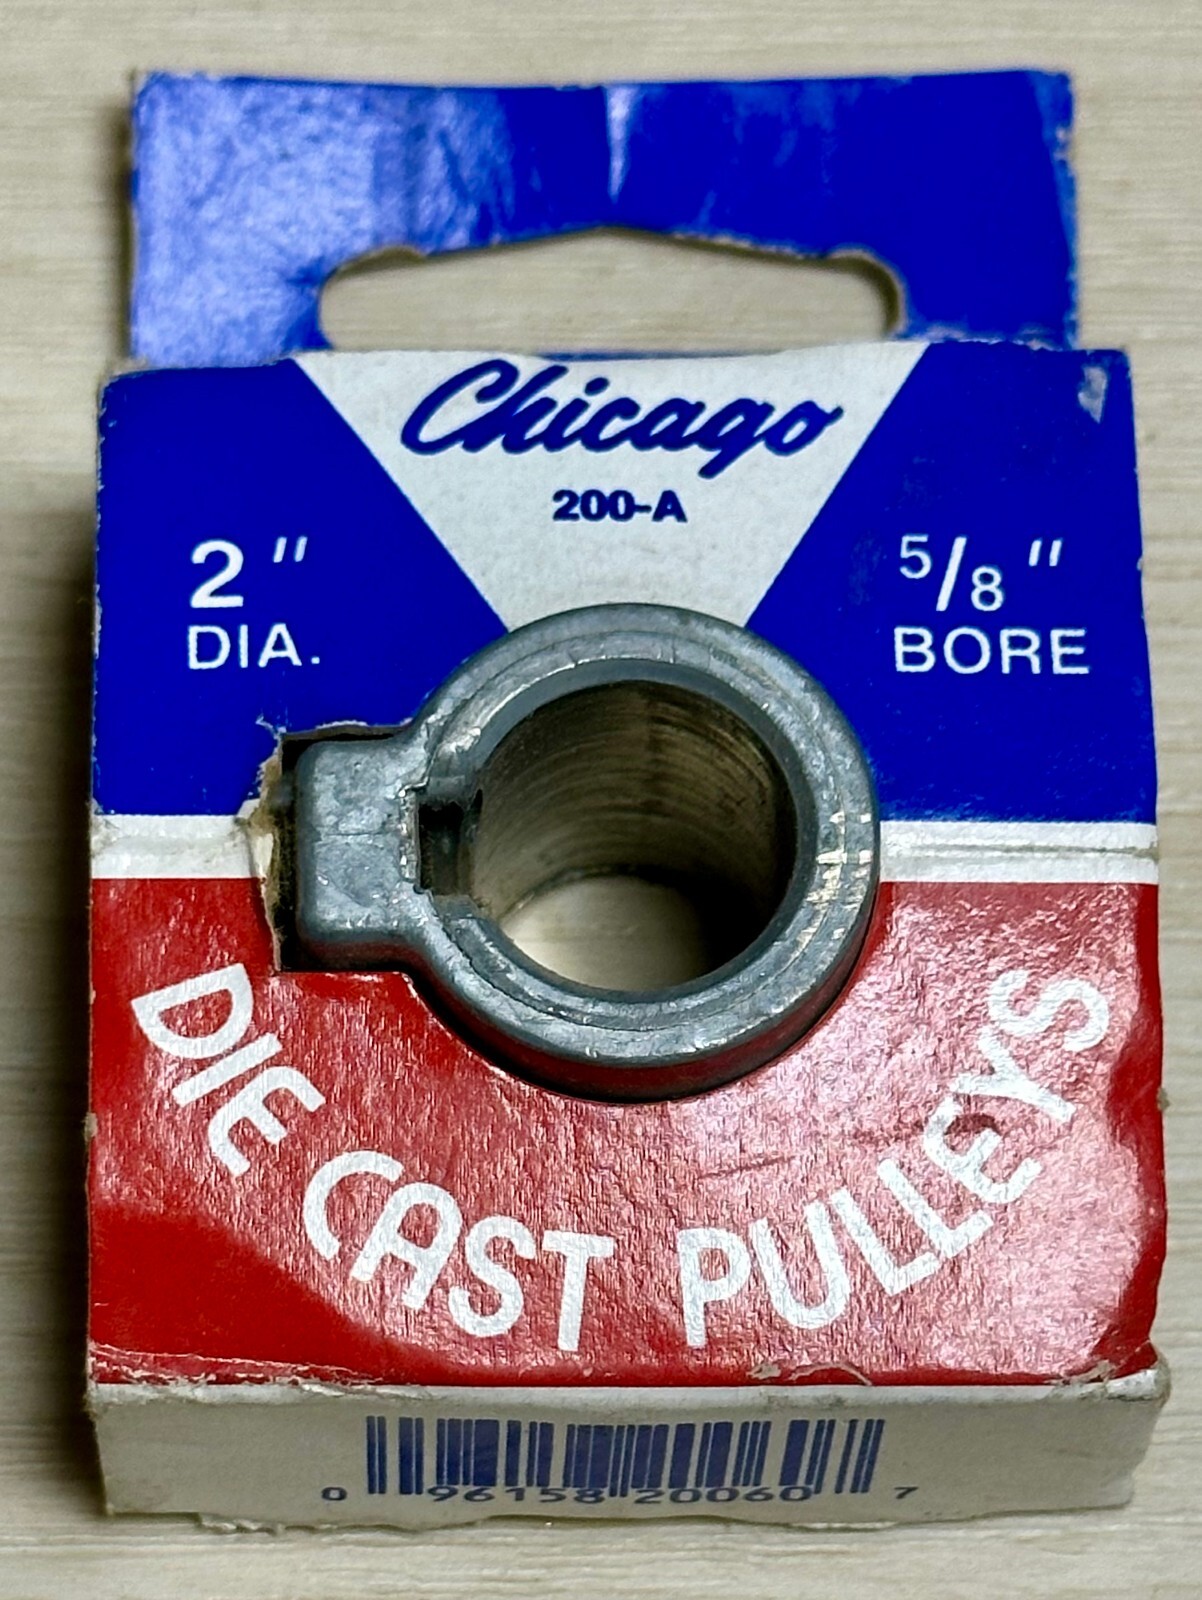 Chicago
200-A
2"
DIA.
5/8"
BORE
DIE CAST PULLEYS
0 96158 20060 7